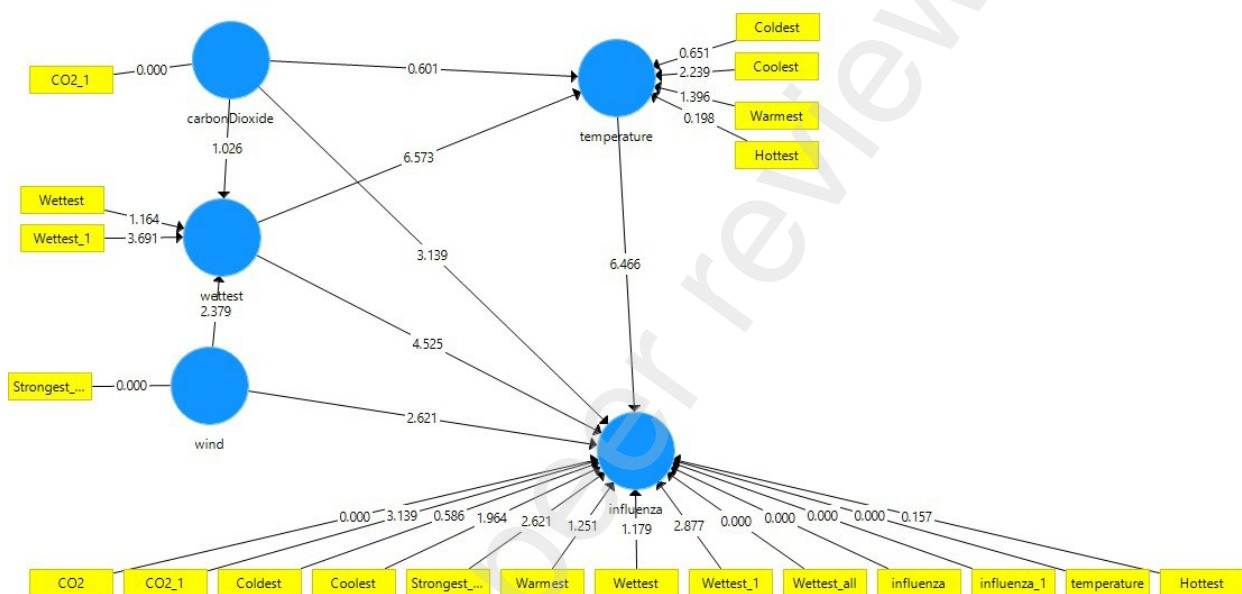 Coldest
0.651
CO2_1
0.000
0.601
2.239
Coolest
carbonDioxide
temperature
1.396
Warmest
0.198
Hottest
1.026
6.573
Wettest
1.164
Wettest_1
3.691
3.139
6.466
wettest
2.379
4.525
Strongest_...
0.000
2.621
wind
influenza
0.000
3.139
0.586
1.964
2.621
1.251
1.179
2.877
0.000
0.000
0.000
0.000
0.157
CO2
CO2_1
Coldest
Coolest
Strongest_...
Warmest
Wettest
Wettest_1
Wettest_all
influenza
influenza_1
temperature
Hottest
peer review